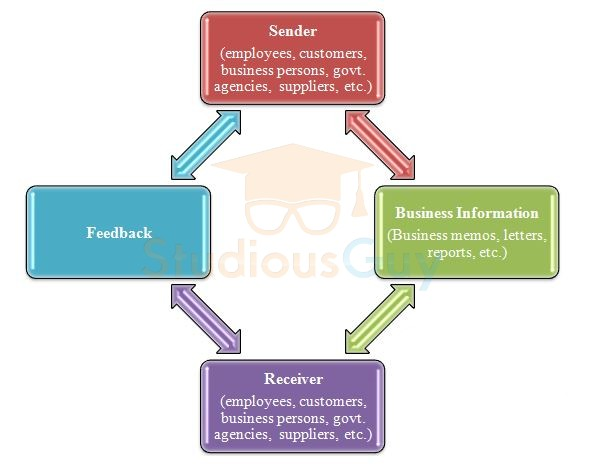 Sender
(employees, customers,
business persons, govt.
agencies, suppliers, etc.)
Feedback
Business Information
(Business memos, letters,
reports, etc.)
StudiousGuy
Receiver
(employees, customers,
business persons, govt.
agencies, suppliers, etc.)